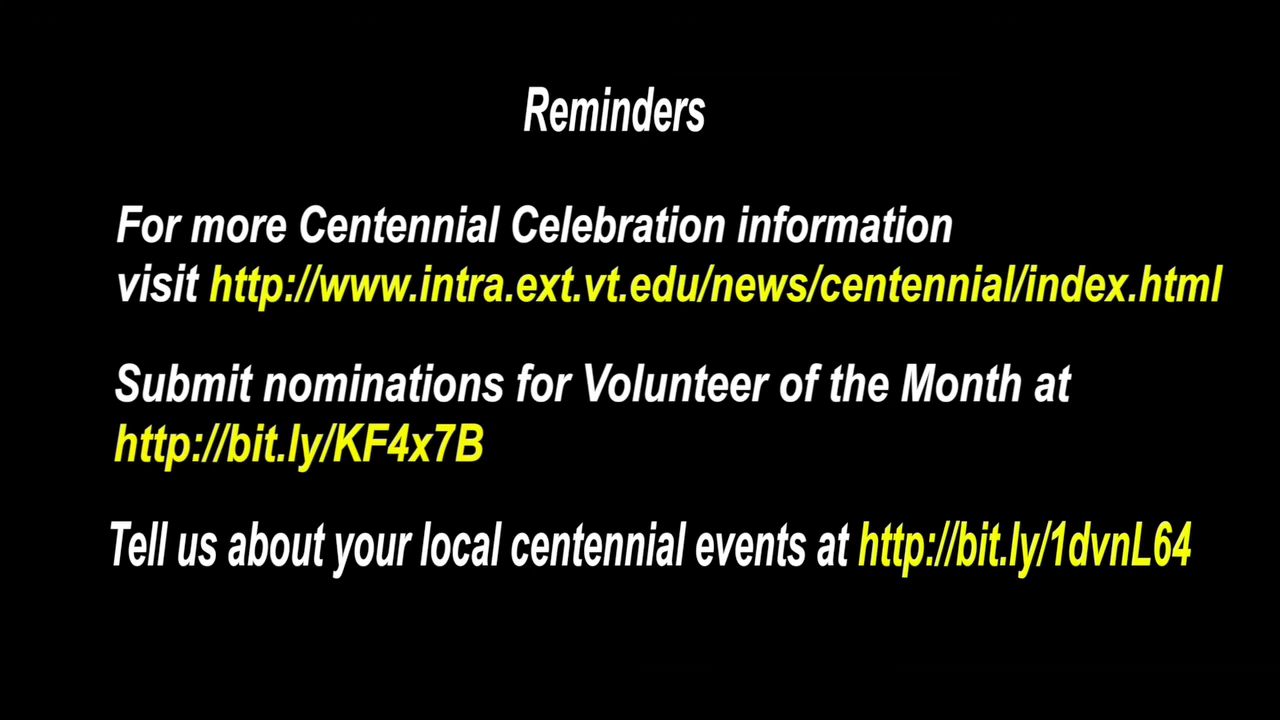 Reminders
For more Centennial Celebration information
visit http://www.intra.ext.vt.edu/news/centennial/index.html
Submit nominations for Volunteer of the Month at
http://bit.ly/KF4x7B
Tell us about your local centennial events at http://bit.ly/1dvnL64